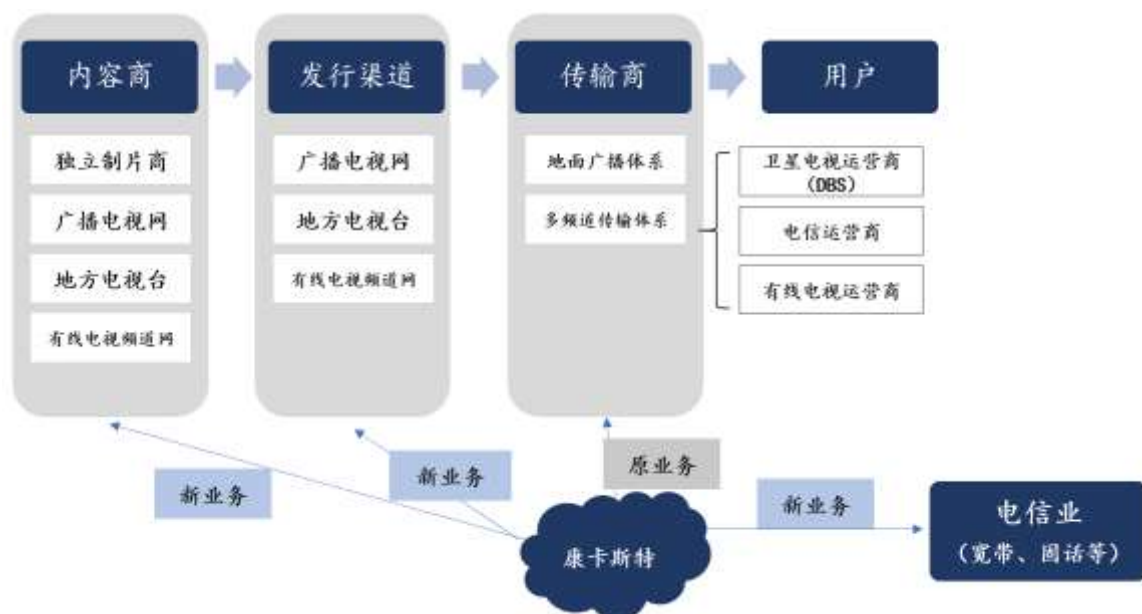 内容商
发行渠道
传输商
用户
独立制片商
广播电视网
地方电视台
有线电视频道网
广播电视网
地方电视台
有线电视频道网
地面广播体系
多频道传输体系
卫星电视运营商
(DBS)
电信运营商
有线电视运营商
新业务
新业务
原业务
新业务
康卡斯特
电信业
（宽带、固话等）